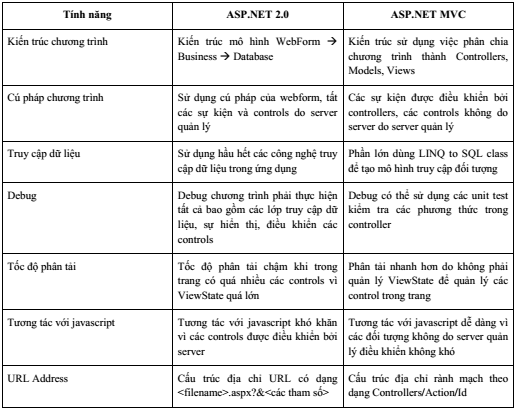 Tính năng
ASP.NET 2.0
ASP.NET MVC
Kiến trúc chương trình
Kiến trúc mô hình WebForm →
Business → Database
Kiến trúc sử dụng việc phân chia
chương trình thành Controllers,
Models, Views
Cú pháp chương trình
Sử dụng cú pháp của webform, tất
các sự kiện và controls do server
quản lý
Các sự kiện được điều khiển bởi
controllers, các controls không do
server do server quản lý
Truy cập dữ liệu
Sử dụng hầu hết các công nghệ truy
cập dữ liệu trong ứng dụng
Phần lớn dùng LINQ to SQL class
để tạo mô hình truy cập đối tượng
Debug
Debug chương trình phải thực hiện
tất cả bao gồm các lớp truy cập dữ
liệu, sự hiển thị, điều khiển các
controls
Debug có thể sử dụng các unit test
kiểm tra các phương thức trong
controller
Tốc độ phân tải
Tốc độ phân tải chậm khi trong
trang có quá nhiều các controls vì
ViewState quá lớn
Phân tải nhanh hơn do không phải
quản lý ViewState để quản lý các
control trong trang
Tương tác với javascript
Tương tác với javascript khó khăn
vì các controls được điều khiển bởi
server
Tương tác với javascript dễ dàng vì
các đối tượng không do server quản
lý điều khiển không khó
URL Address
Cấu trúc địa chỉ URL có dạng
<filename>.aspx?&<các tham số>
Cấu trúc địa chỉ rành mạch theo
dạng Controllers/Action/Id